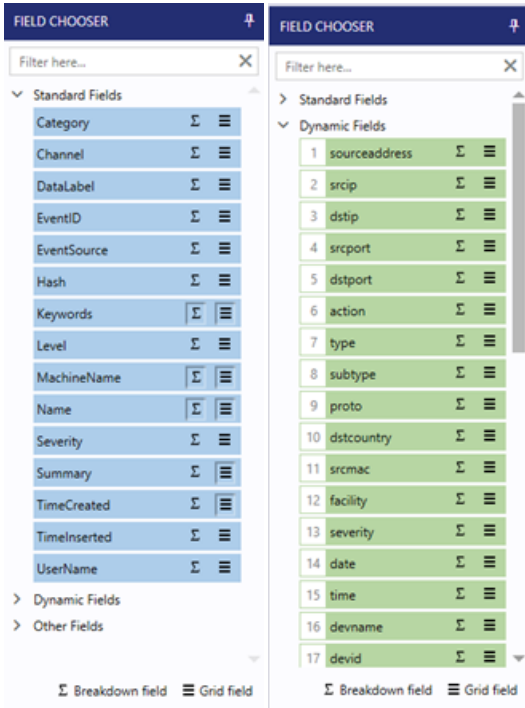 FIELD CHOOSER
Filter here...
Standard Fields
Category Σ
Channel Σ
DataLabel Σ
EventID Σ
EventSource Σ
Hash Σ
Keywords Σ
Level Σ
MachineName Σ
Name Σ
Severity Σ
Summary Σ
TimeCreated Σ
TimeInserted Σ
UserName Σ
Dynamic Fields
Other Fields
Σ Breakdown field Grid field
FIELD CHOOSER
Filter here...
Standard Fields
Dynamic Fields
1 sourceaddress Σ
2 srcip Σ
3 dstip Σ
4 srcport Σ
5 dstport Σ
6 action Σ
7 type Σ
8 subtype Σ
9 proto Σ
10 dstcountry Σ
11 srcmac Σ
12 facility Σ
13 severity Σ
14 date Σ
15 time Σ
16 devname Σ
17 devid Σ
Σ Breakdown field Grid field